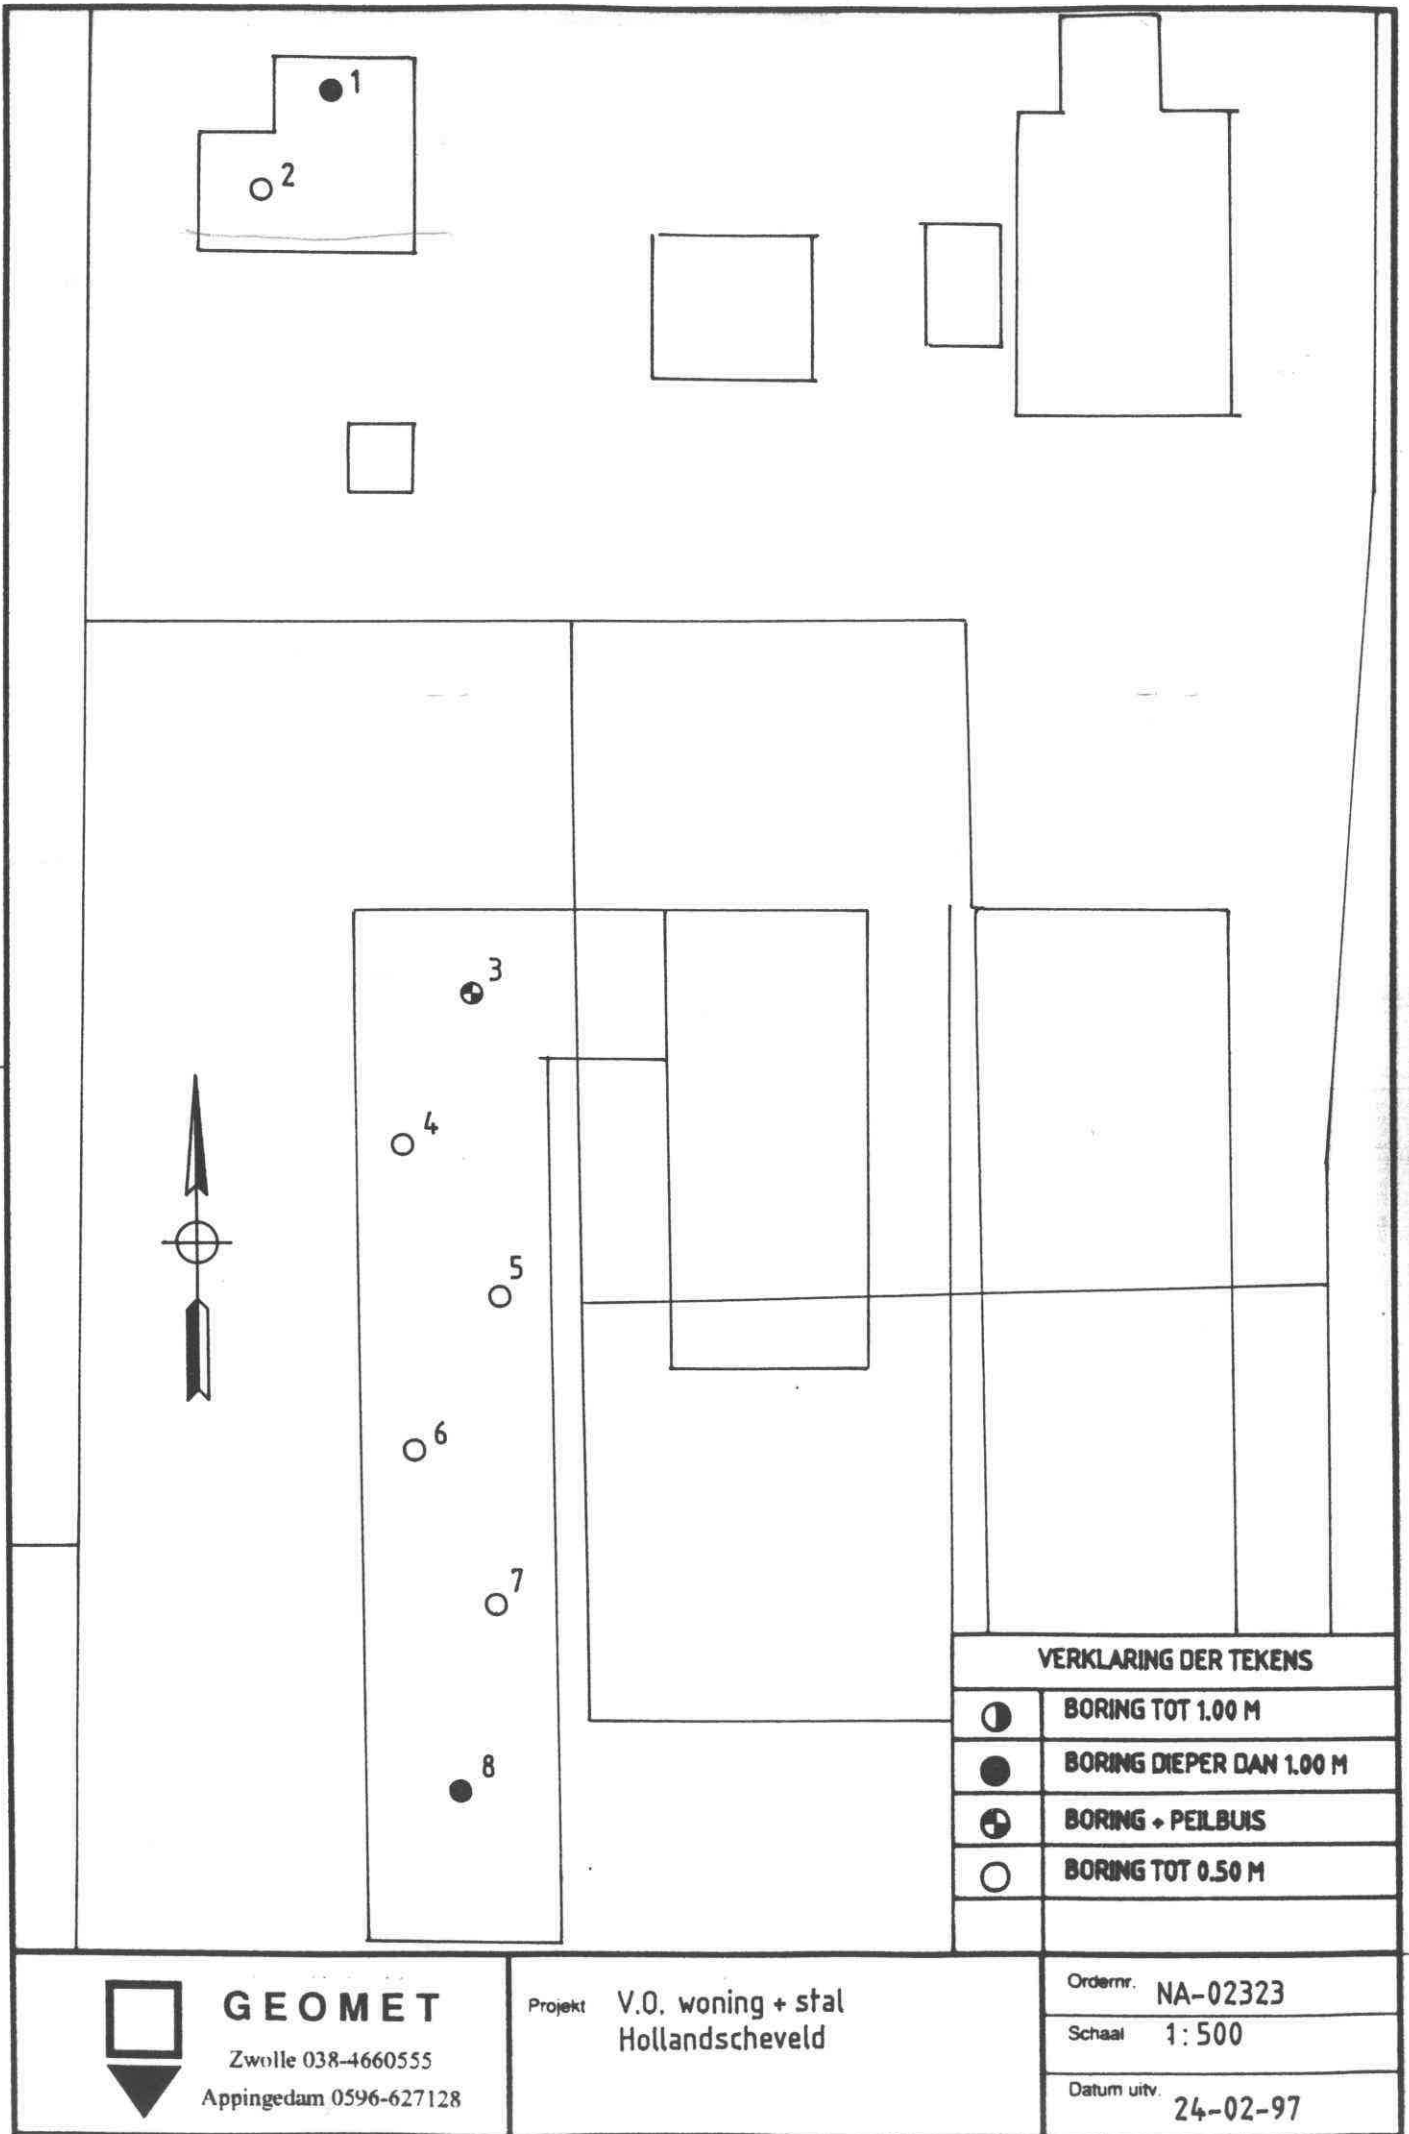 1
2
3
4
5
6
7
8
VERKLARING DER TEKENS
BORING TOT 1.00 M
BORING DIEPER DAN 1.00 M
BORING + PEILBUIS
BORING TOT 0.50 M
GEOMET
Zwolle 038-4660555
Appingedam 0596-627128
Projekt V.O. woning + stal
Hollandscheveld
Ordernr. NA-02323
Schaal 1:500
Datum uitv. 24-02-97